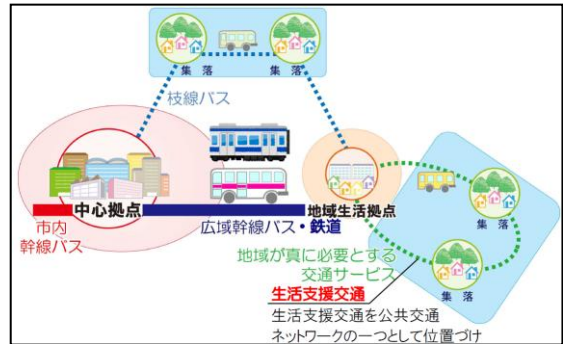 集 落
集 落
枝線バス
中心拠点
地域生活拠点
市内
幹線バス
広域幹線バス・鉄道
集 落
地域が真に必要とする
交通サービス
集 落
生活支援交通
生活支援交通を公共交通
ネットワークの一つとして位置づけ